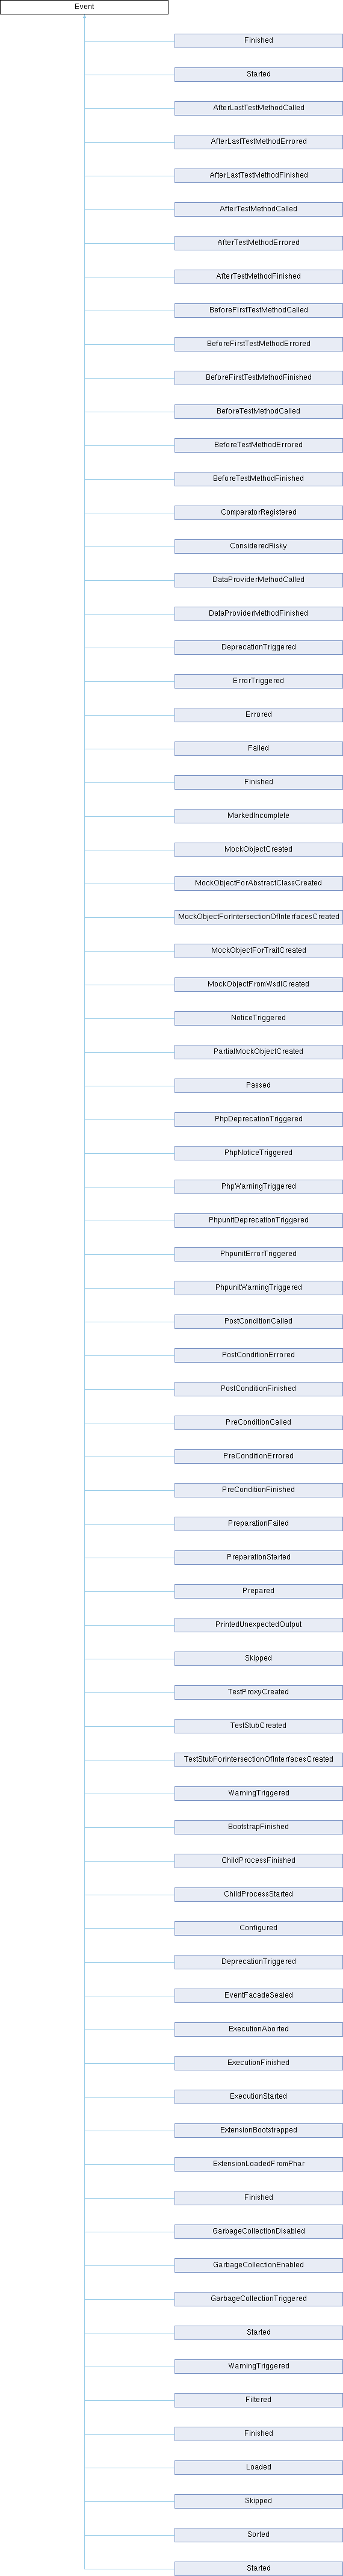 Event
Finished
Started
AfterLastTestMethodCalled
AfterLastTestMethodErrored
AfterLastTestMethodFinished
AfterTestMethodCalled
AfterTestMethodErrored
AfterTestMethodFinished
BeforeFirstTestMethodCalled
BeforeFirstTestMethodErrored
BeforeFirstTestMethodFinished
BeforeTestMethodCalled
BeforeTestMethodErrored
BeforeTestMethodFinished
ComparatorRegistered
ConsideredRisky
DataProviderMethodCalled
DataProviderMethodFinished
DeprecationTriggered
ErrorTriggered
Errored
Failed
Finished
MarkedIncomplete
MockObjectCreated
MockObjectForAbstractClassCreated
MockObjectForIntersectionOfInterfacesCreated
MockObjectForTraitCreated
MockObjectFromWsdlCreated
NoticeTriggered
PartialMockObjectCreated
Passed
PhpDeprecationTriggered
PhpNoticeTriggered
PhpWarningTriggered
PhpunitDeprecationTriggered
PhpunitErrorTriggered
PhpunitWarningTriggered
PostConditionCalled
PostConditionErrored
PostConditionFinished
PreConditionCalled
PreConditionErrored
PreConditionFinished
PreparationFailed
PreparationStarted
Prepared
PrintedUnexpectedOutput
Skipped
TestProxyCreated
TestStubCreated
TestStubForIntersectionOfInterfacesCreated
WarningTriggered
BootstrapFinished
ChildProcessFinished
ChildProcessStarted
Configured
DeprecationTriggered
EventFacadeSealed
ExecutionAborted
ExecutionFinished
ExecutionStarted
ExtensionBootstrapped
ExtensionLoadedFromPhar
Finished
GarbageCollectionDisabled
GarbageCollectionEnabled
GarbageCollectionTriggered
Started
WarningTriggered
Filtered
Finished
Loaded
Skipped
Sorted
Started